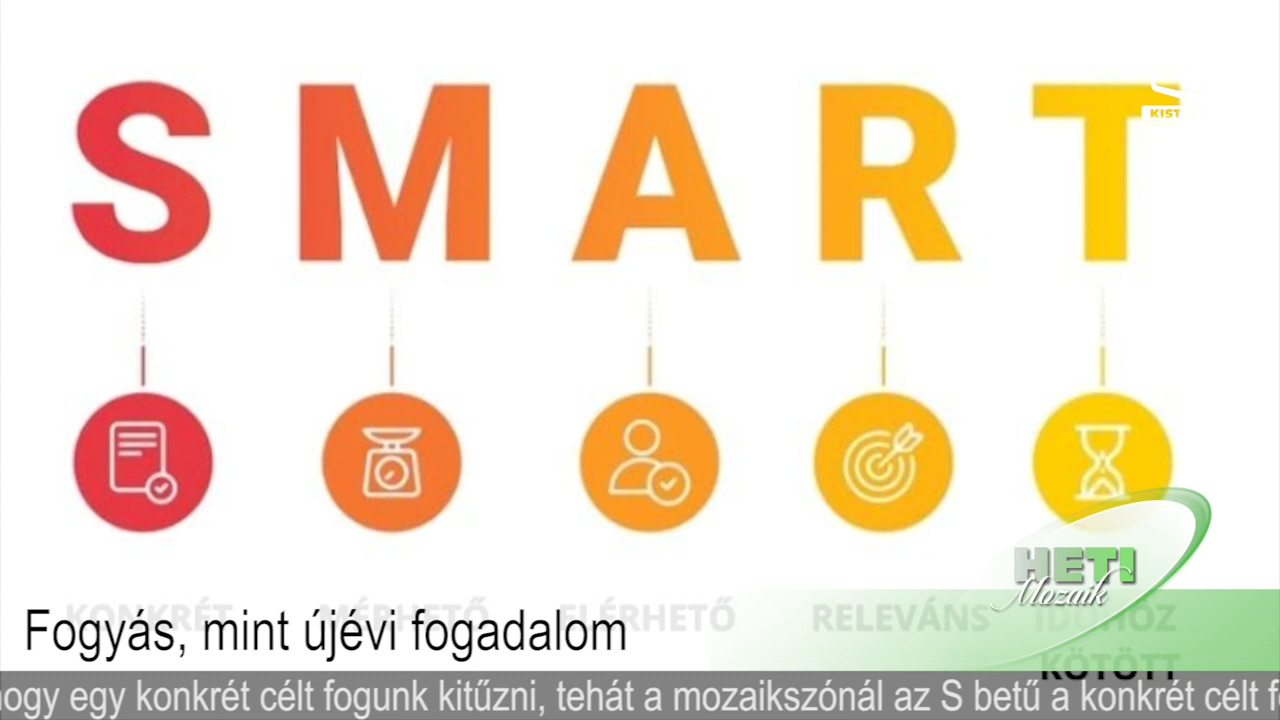 SMART
KIST
KONKRÉT MÉRHETŐ ELÉRHETŐ RELEVÁNS IDŐHÖZ
KÖTÖTT
HETI
Mozaik
Fogyás, mint újévi fogadalom
hogy egy konkrét célt fogunk kitűzni, tehát a mozaikszónál az S betű a konkrét célt f